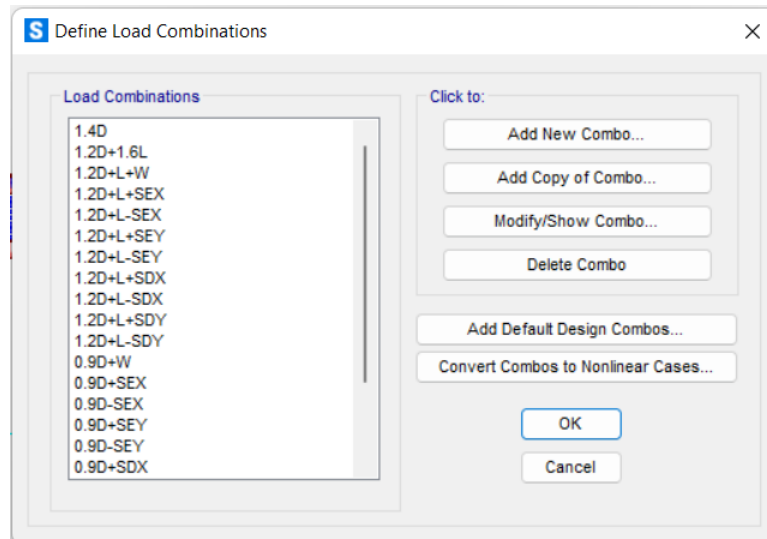 S Define Load Combinations
Load Combinations
1.4D
1.2D+1.6L
1.2D+L+W
1.2D+L+SEX
1.2D+L-SEX
1.2D+L+SEY
1.2D+L-SEY
1.2D+L+SDX
1.2D+L-SDX
1.2D+L+SDY
1.2D+L-SDY
0.9D+W
0.9D+SEX
0.9D-SEX
0.9D+SEY
0.9D-SEY
0.9D+SDX
Click to:
Add New Combo...
Add Copy of Combo...
Modify/Show Combo...
Delete Combo
Add Default Design Combos...
Convert Combos to Nonlinear Cases...
OK
Cancel